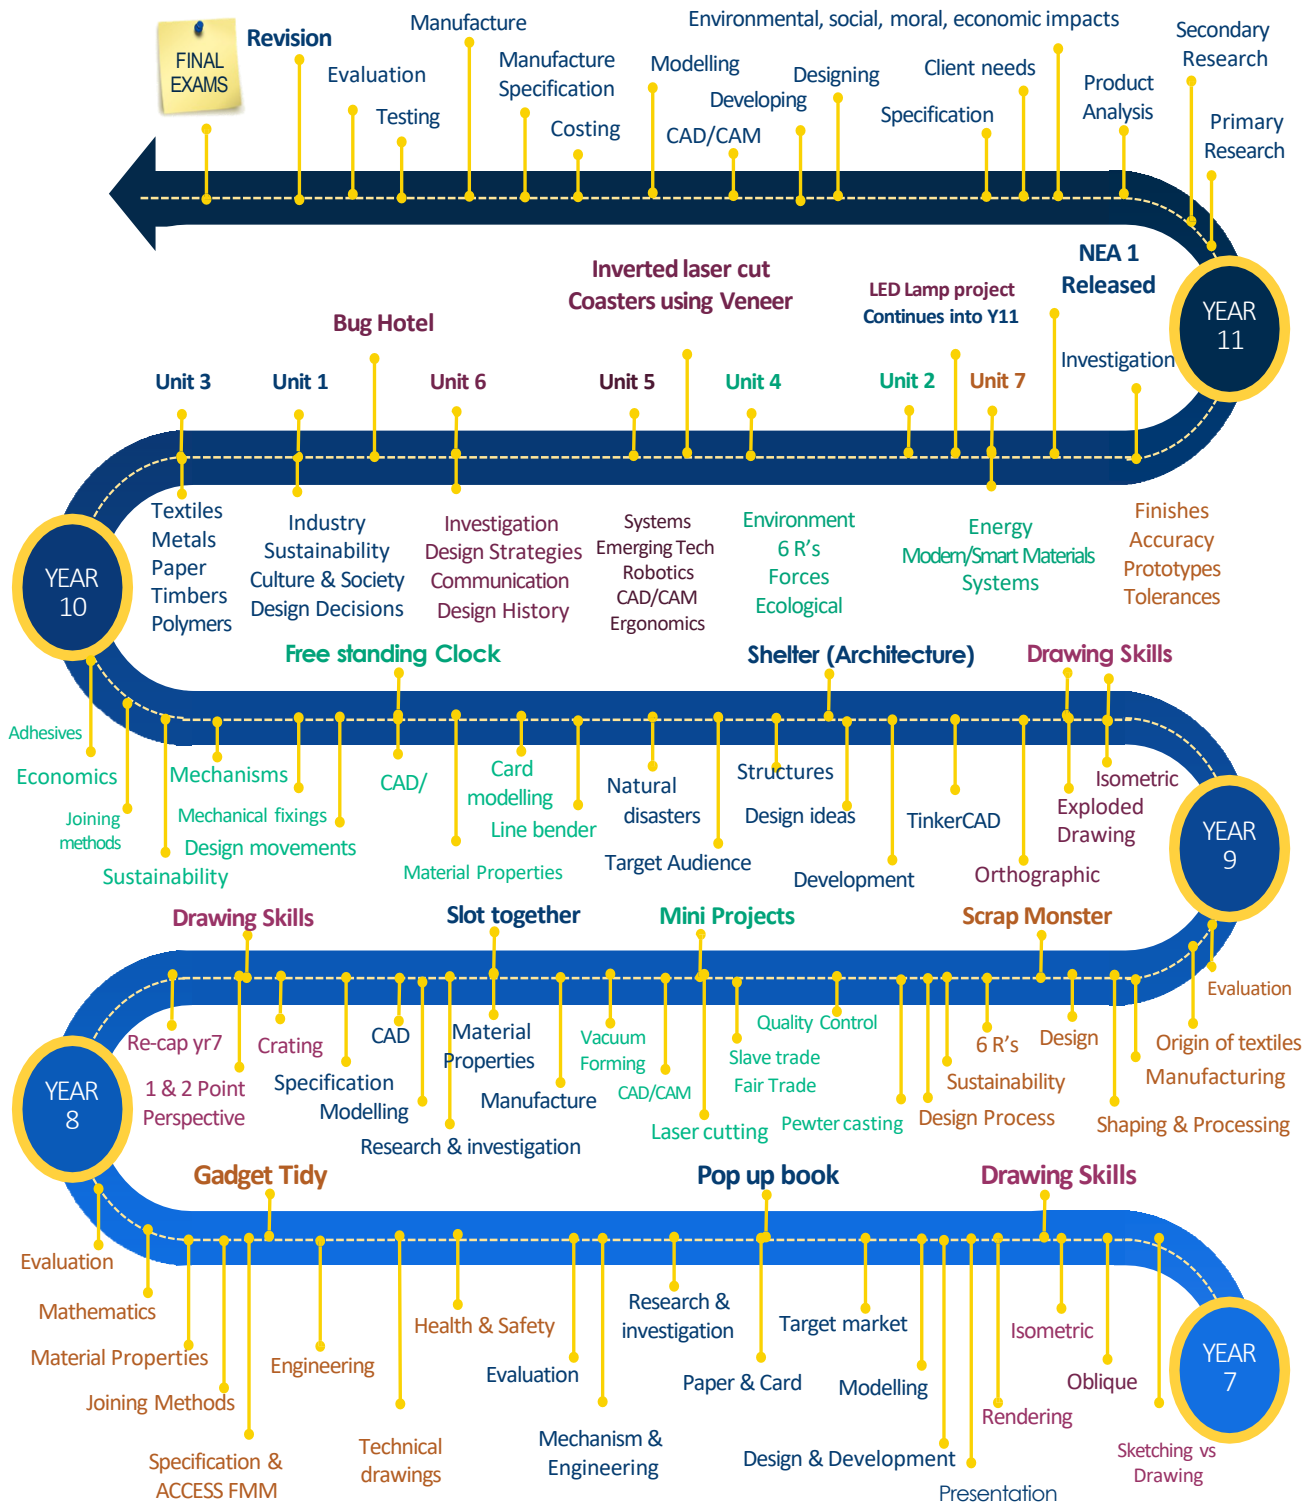 FINAL
EXAMS
Revision
Evaluation
Testing
Manufacture
Manufacture
Specification
Costing
Modelling
CAD/CAM
Developing
Designing
Environmental, social, moral, economic impacts
Specification
Client needs
Product
Analysis
Secondary
Research
Primary
Research
YEAR
11
NEA 1
Released
Investigation
LED Lamp project
Continues into Y11
Inverted laser cut
Coasters using Veneer
Bug Hotel
Unit 3
Unit 1
Unit 6
Unit 5
Unit 4
Unit 2
Unit 7
Textiles
Metals
Paper
Timbers
Polymers
Industry
Sustainability
Culture & Society
Design Decisions
Investigation
Design Strategies
Communication
Design History
Systems
Emerging Tech
Robotics
CAD/CAM
Ergonomics
Environment
6 R's
Forces
Ecological
Energy
Modern/Smart Materials
Systems
Finishes
Accuracy
Prototypes
Tolerances
YEAR
10
Free standing Clock
Shelter (Architecture)
Drawing Skills
Adhesives
Economics
Joining
methods
Sustainability
Mechanisms
Mechanical fixings
Design movements
CAD/
Material Properties
Card
modelling
Line bender
Natural
disasters
Target Audience
Structures
Design ideas
Development
TinkerCAD
Orthographic
Isometric
Exploded
Drawing
YEAR
9
Drawing Skills
Slot together
Mini Projects
Scrap Monster
Re-cap yr7
1 & 2 Point
Perspective
Crating
Specification
Modelling
CAD
Research & investigation
Material
Properties
Manufacture
Vacuum
Forming
CAD/CAM
Laser cutting
Slave trade
Fair Trade
Quality Control
Pewter casting
Design Process
Sustainability
6 R's
Design
Shaping & Processing
Manufacturing
Origin of textiles
Evaluation
YEAR
8
Gadget Tidy
Pop up book
Drawing Skills
Evaluation
Mathematics
Material Properties
Joining Methods
Specification &
ACCESS FMM
Engineering
Technical
drawings
Health & Safety
Evaluation
Mechanism &
Engineering
Research &
investigation
Paper & Card
Target market
Modelling
Design & Development
Presentation
Rendering
Isometric
Oblique
Sketching vs
Drawing
YEAR
7